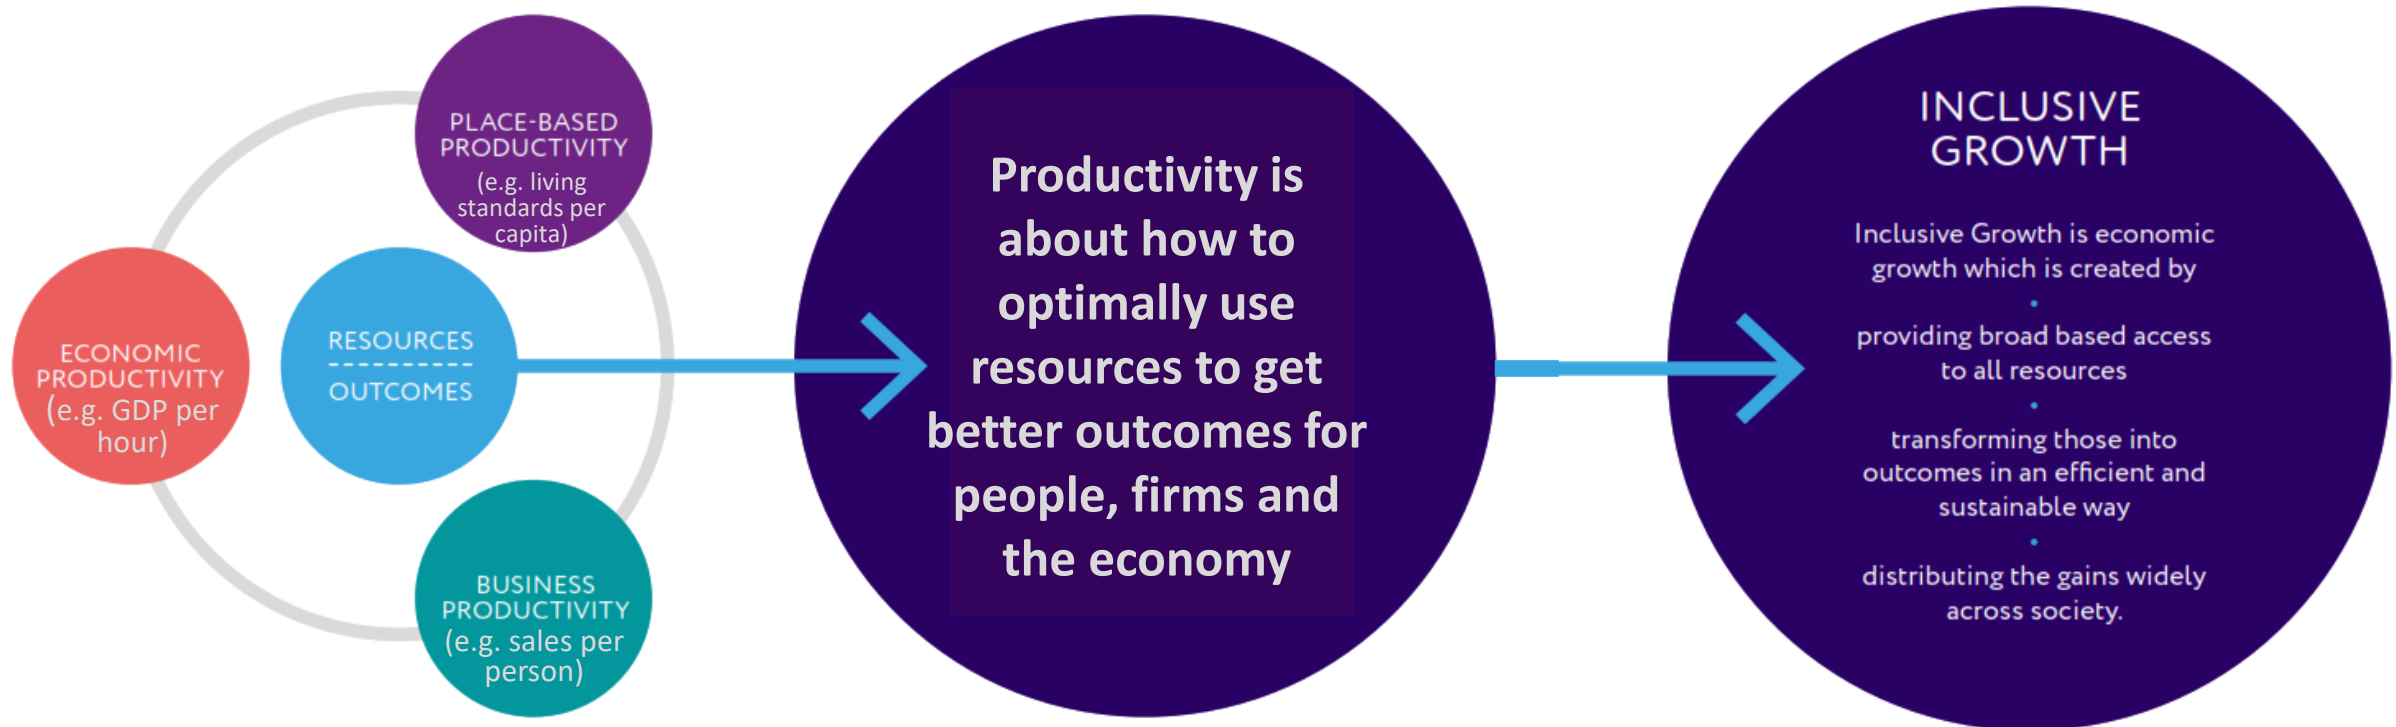 PLACE-BASED
PRODUCTIVITY
(e.g. living
standards per
capita)
ECONOMIC
PRODUCTIVITY
(e.g. GDP per
hour)
RESOURCES
OUTCOMES
BUSINESS
PRODUCTIVITY
(e.g. sales per
person)
Productivity is
about how to
optimally use
resources to get
better outcomes for
people, firms and
the economy
INCLUSIVE
GROWTH
Inclusive Growth is economic
growth which is created by
providing broad based access
to all resources
transforming those into
outcomes in an efficient and
sustainable way
distributing the gains widely
across society.